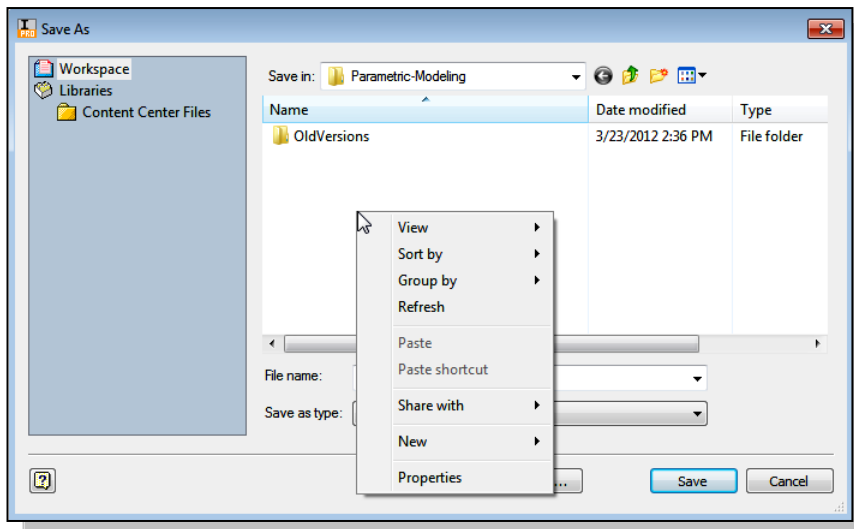 I PRO Save As
Workspace
Libraries
Content Center Files
Save in: Parametric-Modeling
Name Date modified Type
OldVersions 3/23/2012 2:36 PM File folder
View
Sort by
Group by
Refresh
Paste
Paste shortcut
File name:
Share with
Save as type:
New
Properties
... Save Cancel